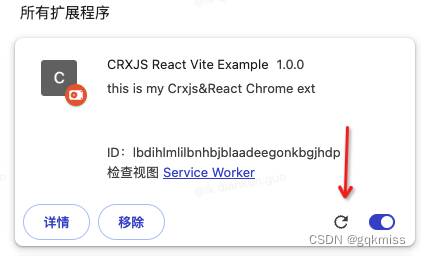 所有扩展程序
C
CRXJS React Vite Example 1.0.0
this is my Crxjs&React Chrome ext
ID：lbdihlmlilbnhbjblaadeegonkbgjhdp
检查视图 Service Worker
详情 移除
CSDN @gqkmiss